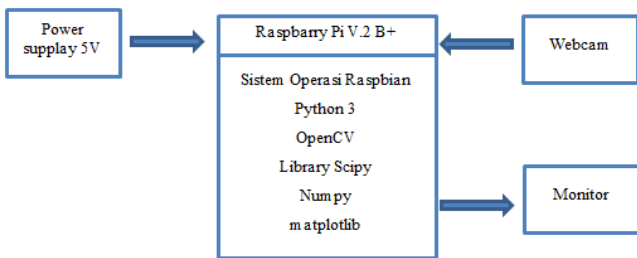 Power
supplay 5V
Raspbarry Pi V.2 B+
Sistem Operasi Raspbian
Python 3
OpenCV
Library Scipy
Numpy
matplotlib
Webcam
Monitor